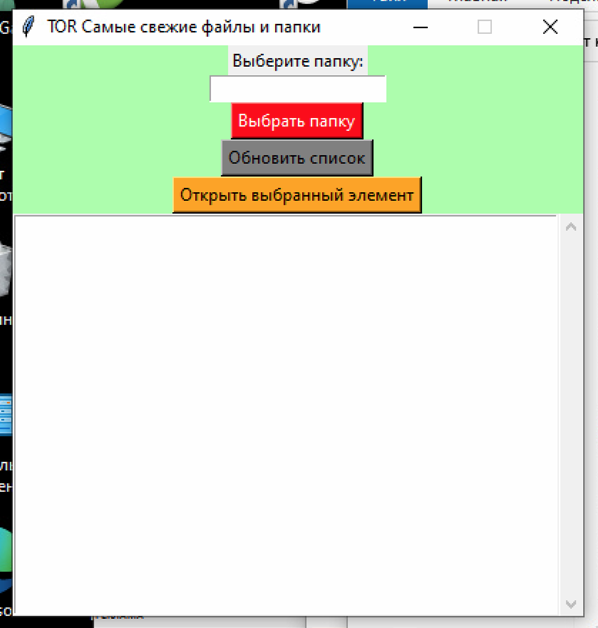 TOR Самые свежие файлы и папки
Выберите папку:
Выбрать папку
Обновить список
Открыть выбранный элемент